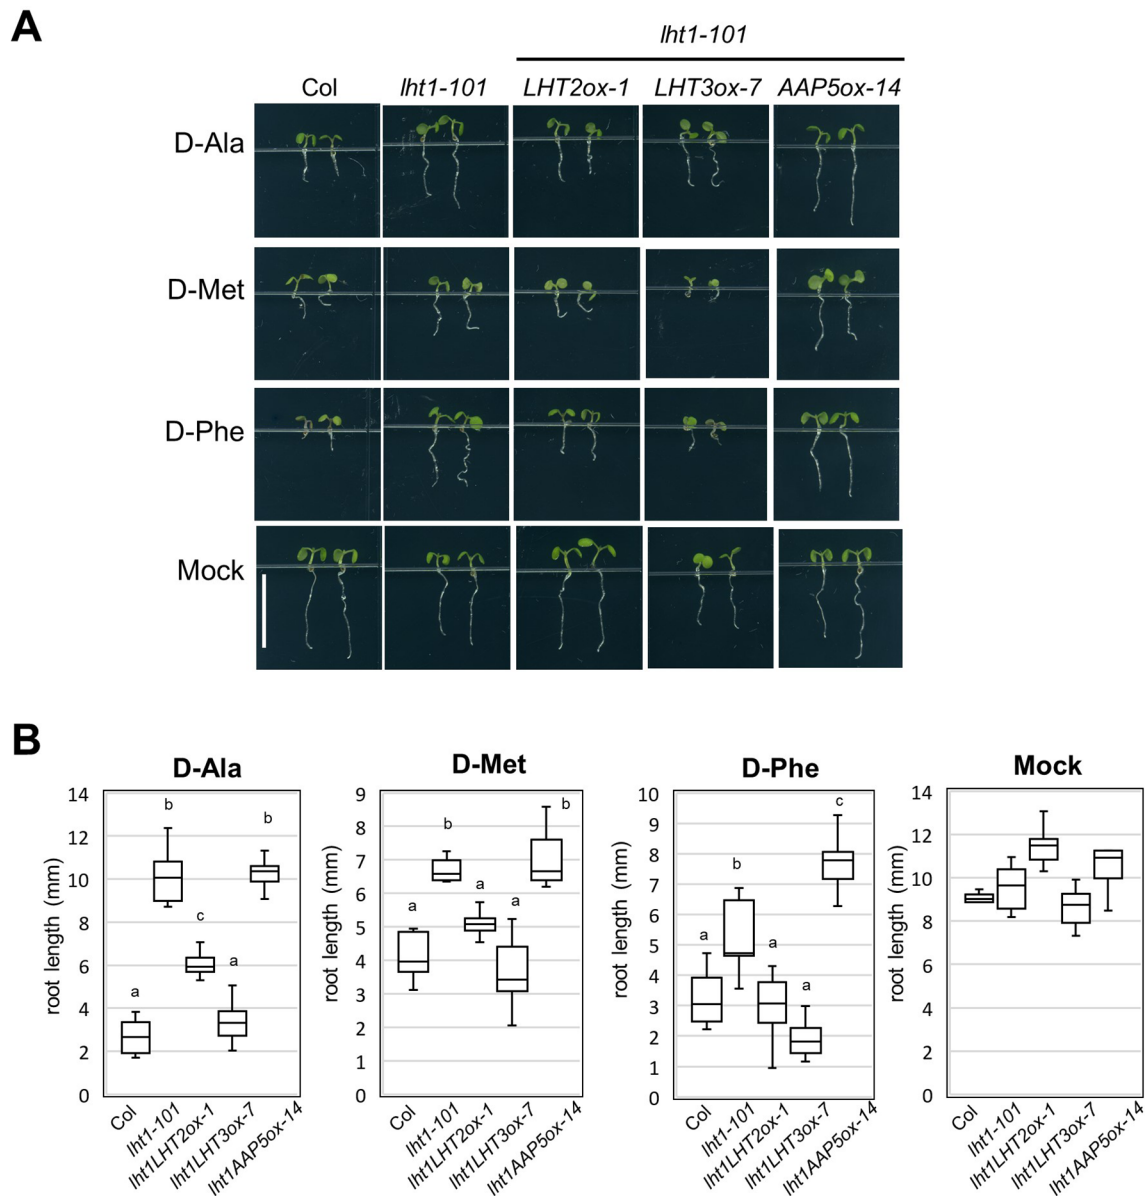 A
lht1-101
Col lht1-101 LHT2ox-1 LHT3ox-7 AAP5ox-14
D-Ala
D-Met
D-Phe
Mock
B
D-Ala D-Met D-Phe Mock
root length (mm)
14
12
10
8
6
4
2
0
a b c a b
Col lht1-101 lht1LHT2ox-1 lht1LHT3ox-7 lht1AAP5ox-14
root length (mm)
9
8
7
6
5
4
3
2
1
0
a b a a b
Col lht1-101 lht1LHT2ox-1 lht1LHT3ox-7 lht1AAP5ox-14
root length (mm)
10
9
8
7
6
5
4
3
2
1
0
a b a a c
Col lht1-101 lht1LHT2ox-1 lht1LHT3ox-7 lht1AAP5ox-14
root length (mm)
14
12
10
8
6
4
2
0
Col lht1-101 lht1LHT2ox-1 lht1LHT3ox-7 lht1AAP5ox-14